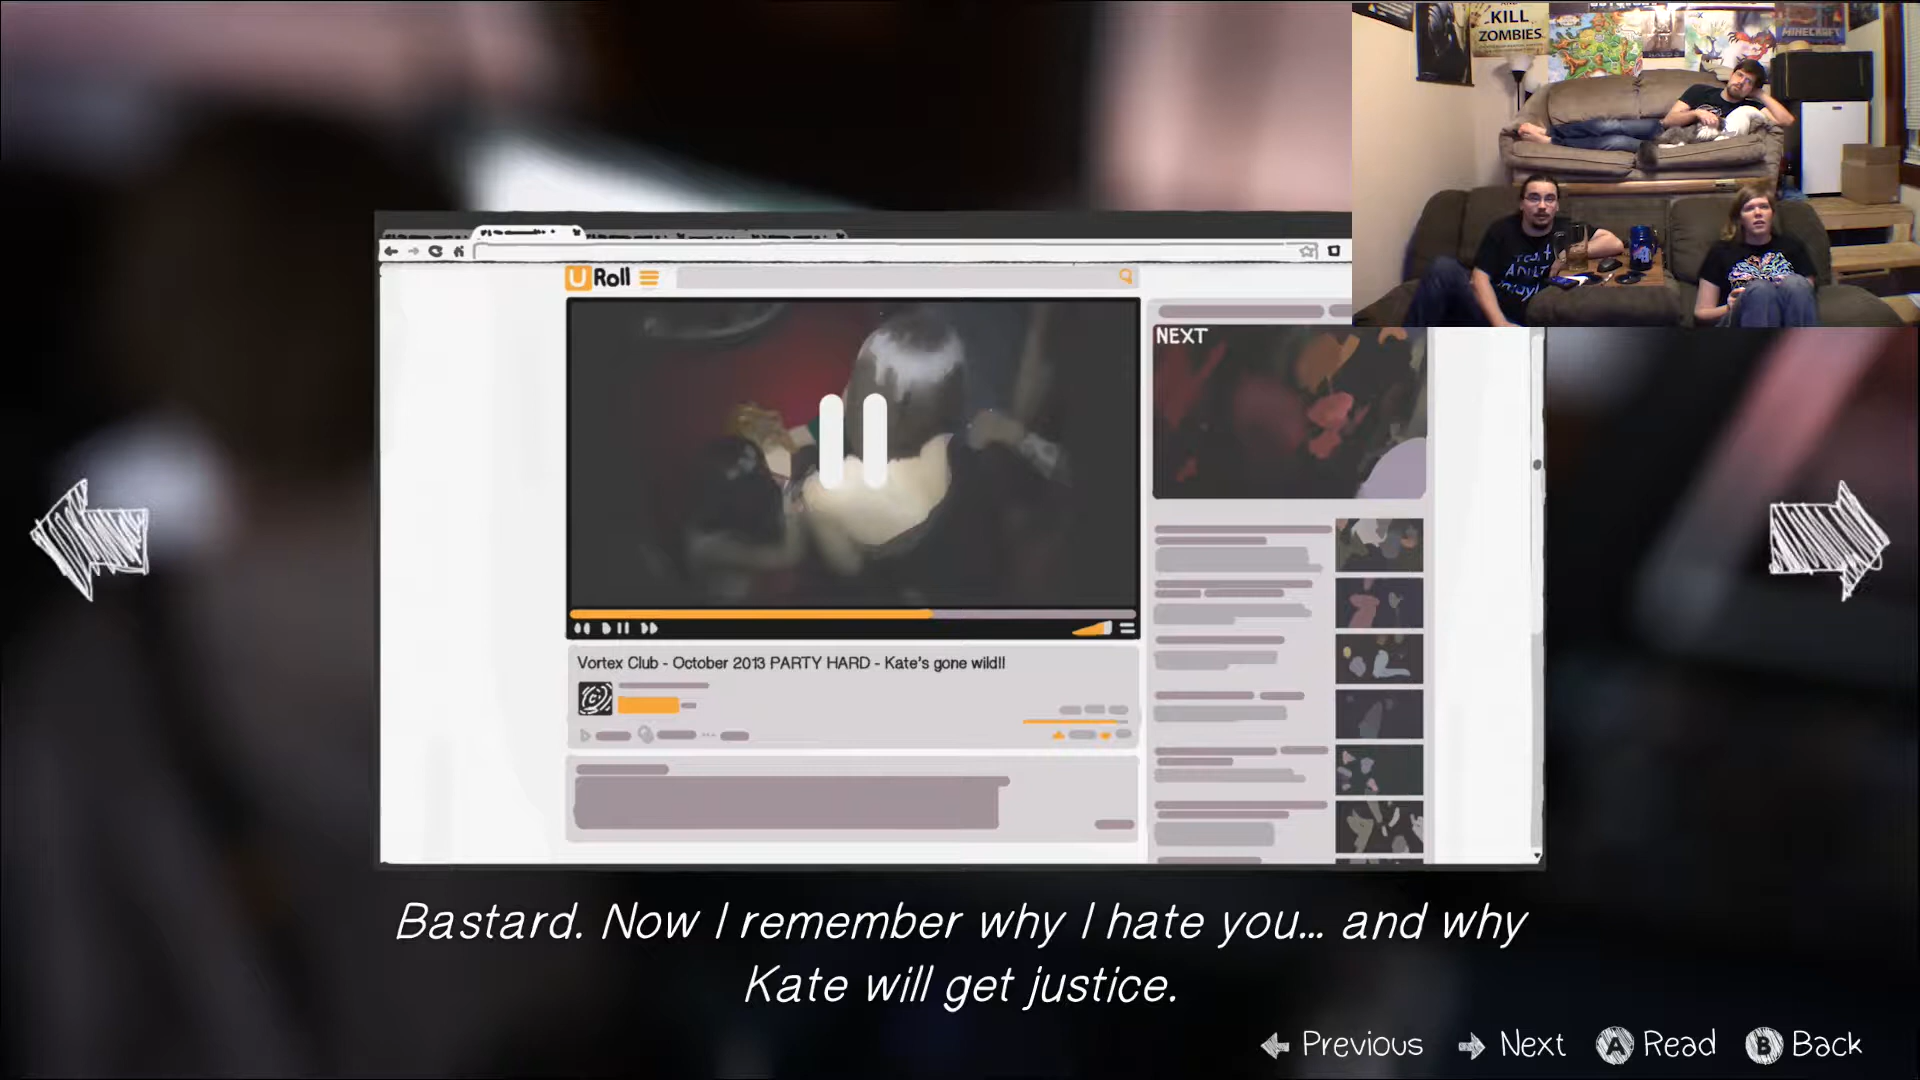 KILL
ZOMBIES
MINECRAFT
U Roll
NEXT
Vortex Club - October 2013 PARTY HARD - Kate's gone wild!!
Bastard. Now I remember why I hate you... and why
Kate will get justice.
Previous Next A Read B Back